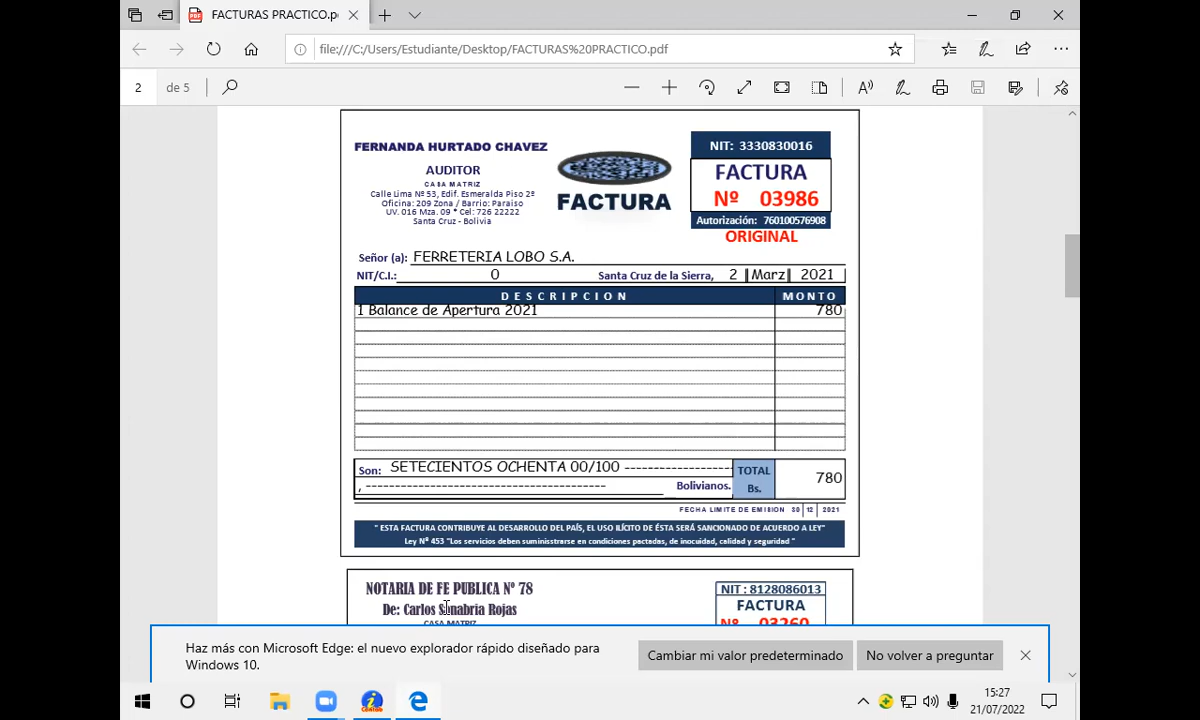 FACTURAS PRACTICO.p
file:///C:/Users/Estudiante/Desktop/FACTURAS%20PRACTICO.pdf
2 de 5
FERNANDA HURTADO CHAVEZ
AUDITOR
CASA MATRIZ
Calle Lima Nº 53, Edif. Esmeralda Piso 2º
Oficina: 209 Zona / Barrio: Paraiso
UV. 016 Mza. 09 * Cel: 726 22222
Santa Cruz - Bolivia
FACTURA
NIT: 3330830016
FACTURA
Nº 03986
Autorización: 760100576908
ORIGINAL
Señor (a): FERRETERIA LOBO S.A.
NIT/C.I.: 0 Santa Cruz de la Sierra, 2 Marz 2021
DESCRIPCION MONTO
1 Balance de Apertura 2021 780
Son: SETECIENTOS OCHENTA 00/100 ------------------
, ---------------------------------------- Bolivianos.
TOTAL Bs. 780
FECHA LIMITE DE EMISION 30 12 2021
" ESTA FACTURA CONTRIBUYE AL DESARROLLO DEL PAÍS, EL USO ILÍCITO DE ÉSTA SERÁ SANCIONADO DE ACUERDO A LEY"
Ley Nº 453 "Los servicios deben suministrarse en condiciones pactadas, de inocuidad, calidad y seguridad "
NOTARIA DE FE PUBLICA Nº 78
De: Carlos Sanabria Rojas
CASA MATRIZ
NIT : 8128086013
FACTURA
Nº 03260
Haz más con Microsoft Edge: el nuevo explorador rápido diseñado para
Windows 10.
Cambiar mi valor predeterminado
No volver a preguntar
15:27
21/07/2022